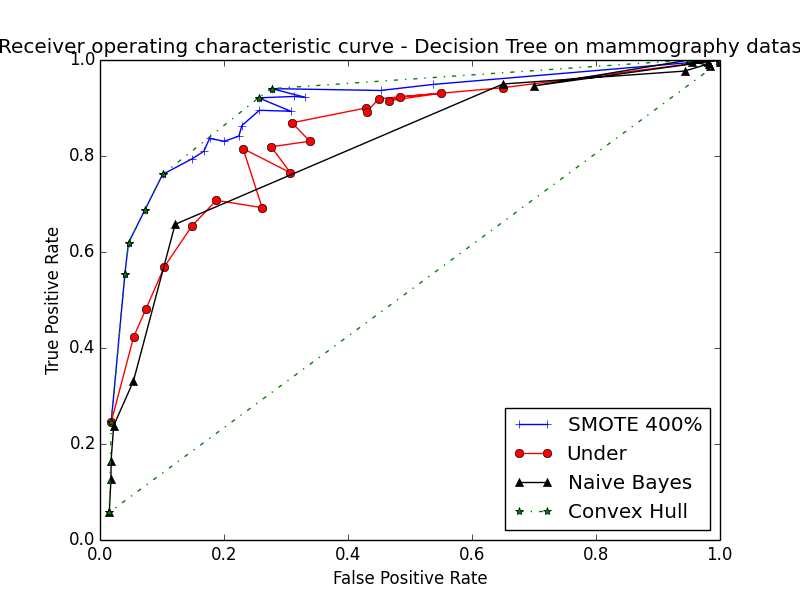 Receiver operating characteristic curve - Decision Tree on mammography datas
1.0
0.8
0.6
0.4
0.2
0.0
True Positive Rate
0.0 0.2 0.4 0.6 0.8 1.0
False Positive Rate
SMOTE 400%
Under
Naive Bayes
Convex Hull